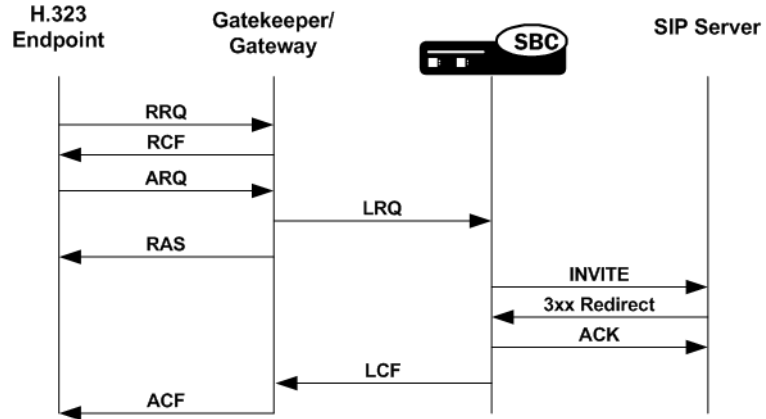 H.323
Endpoint
Gatekeeper/
Gateway
SBC
SIP Server
RRQ
RCF
ARQ
LRQ
RAS
INVITE
3xx Redirect
ACK
LCF
ACF